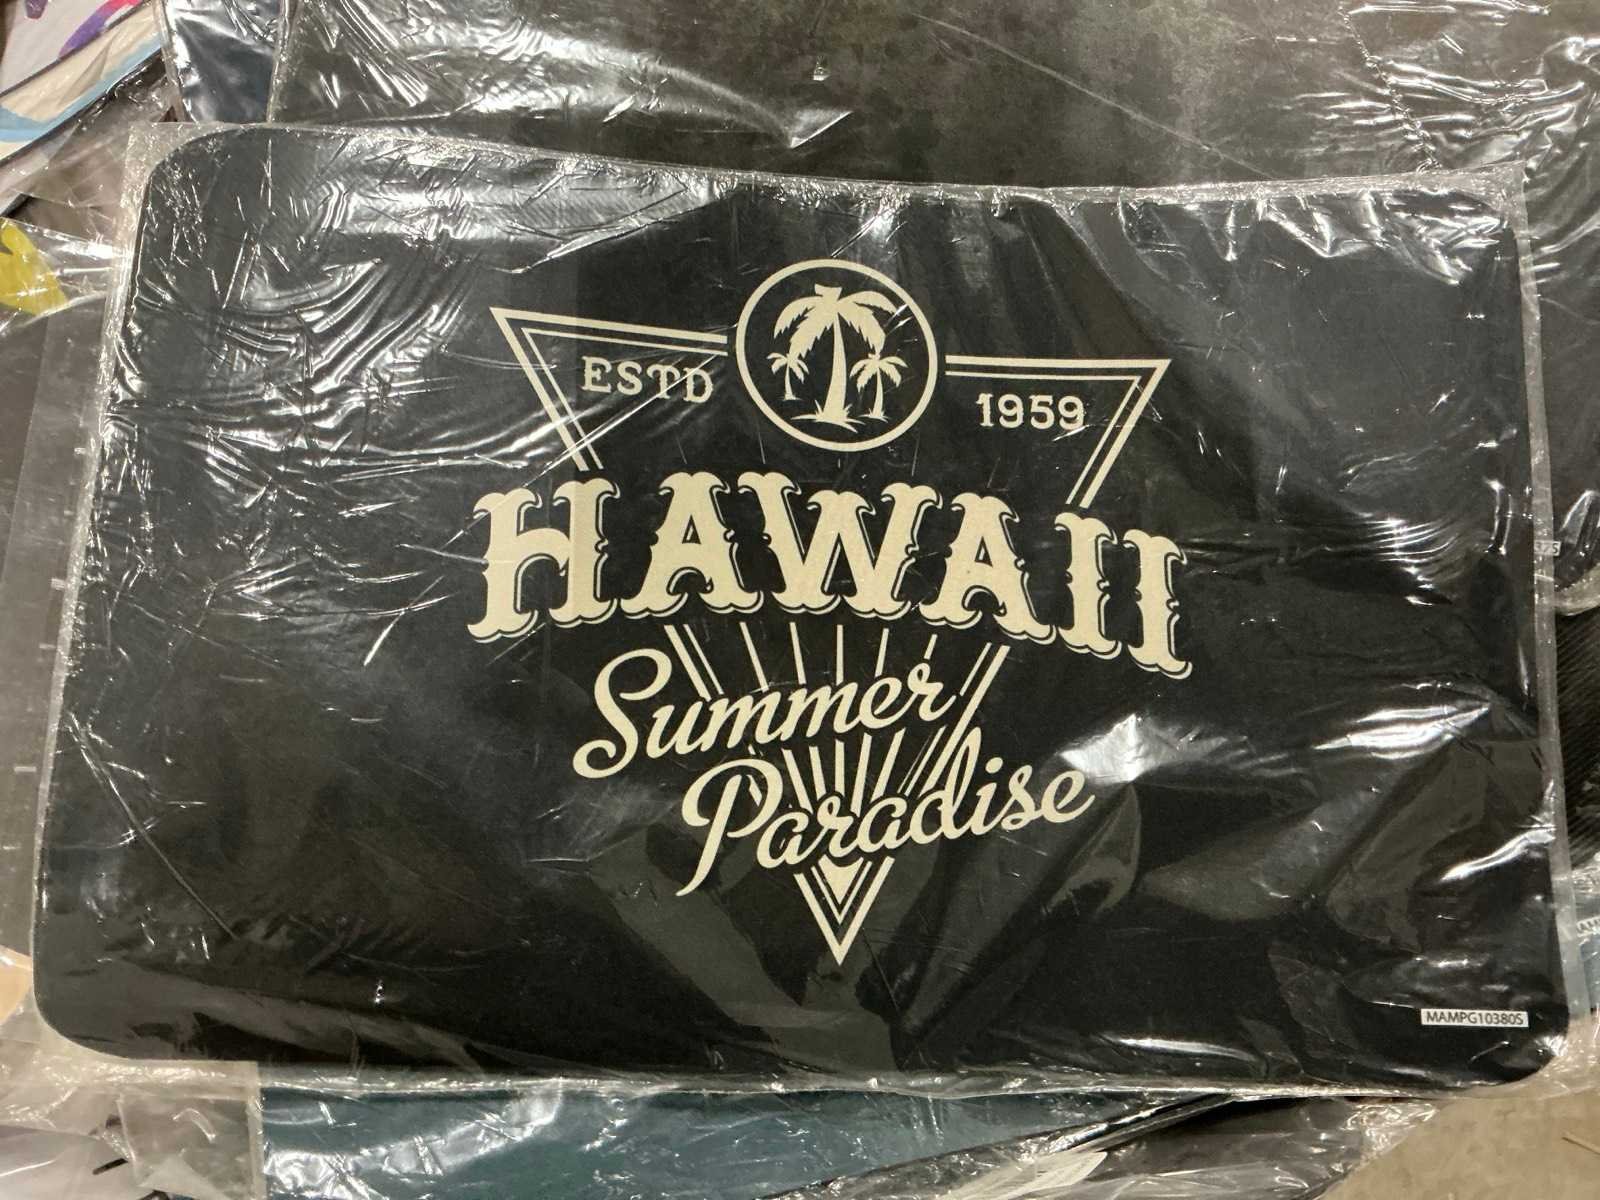 ESTD 1959
HAWAII
Summer
Paradise
MAMPG10380S